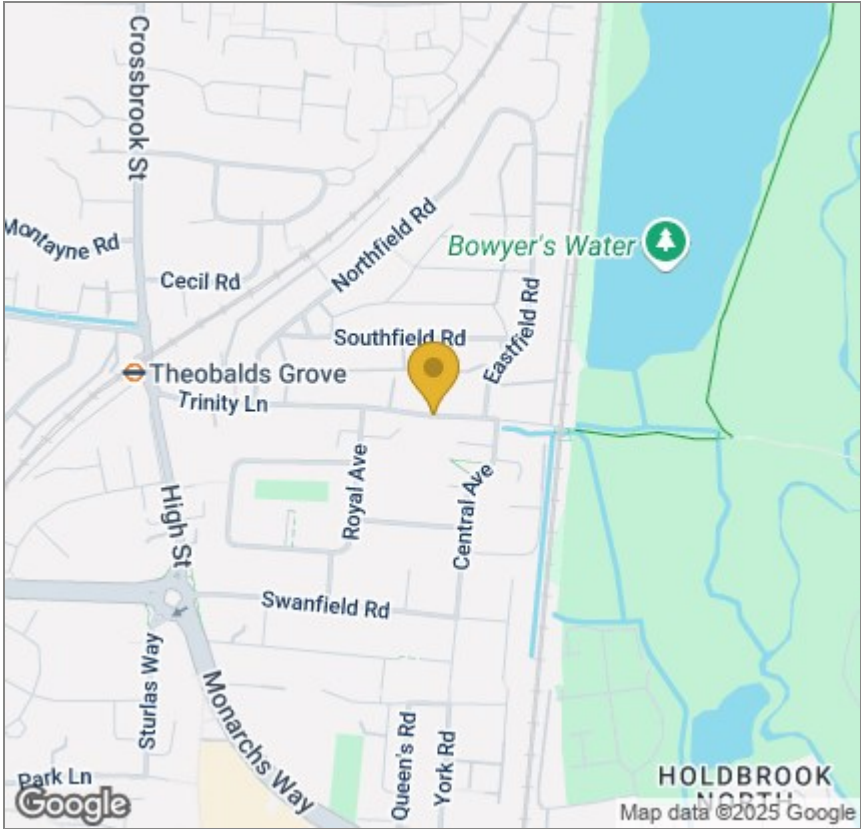 Crossbrook St
Montayne Rd
Cecil Rd
Northfield Rd
Bowyer's Water
Southfield Rd
Eastfield Rd
Theobalds Grove
Trinity Ln
High St
Royal Ave
Central Ave
Swanfield Rd
Sturlas Way
Monarchs Way
Queen's Rd
York Rd
Park Ln
HOLDBROOK
NORTH
Google
Map data ©2025 Google